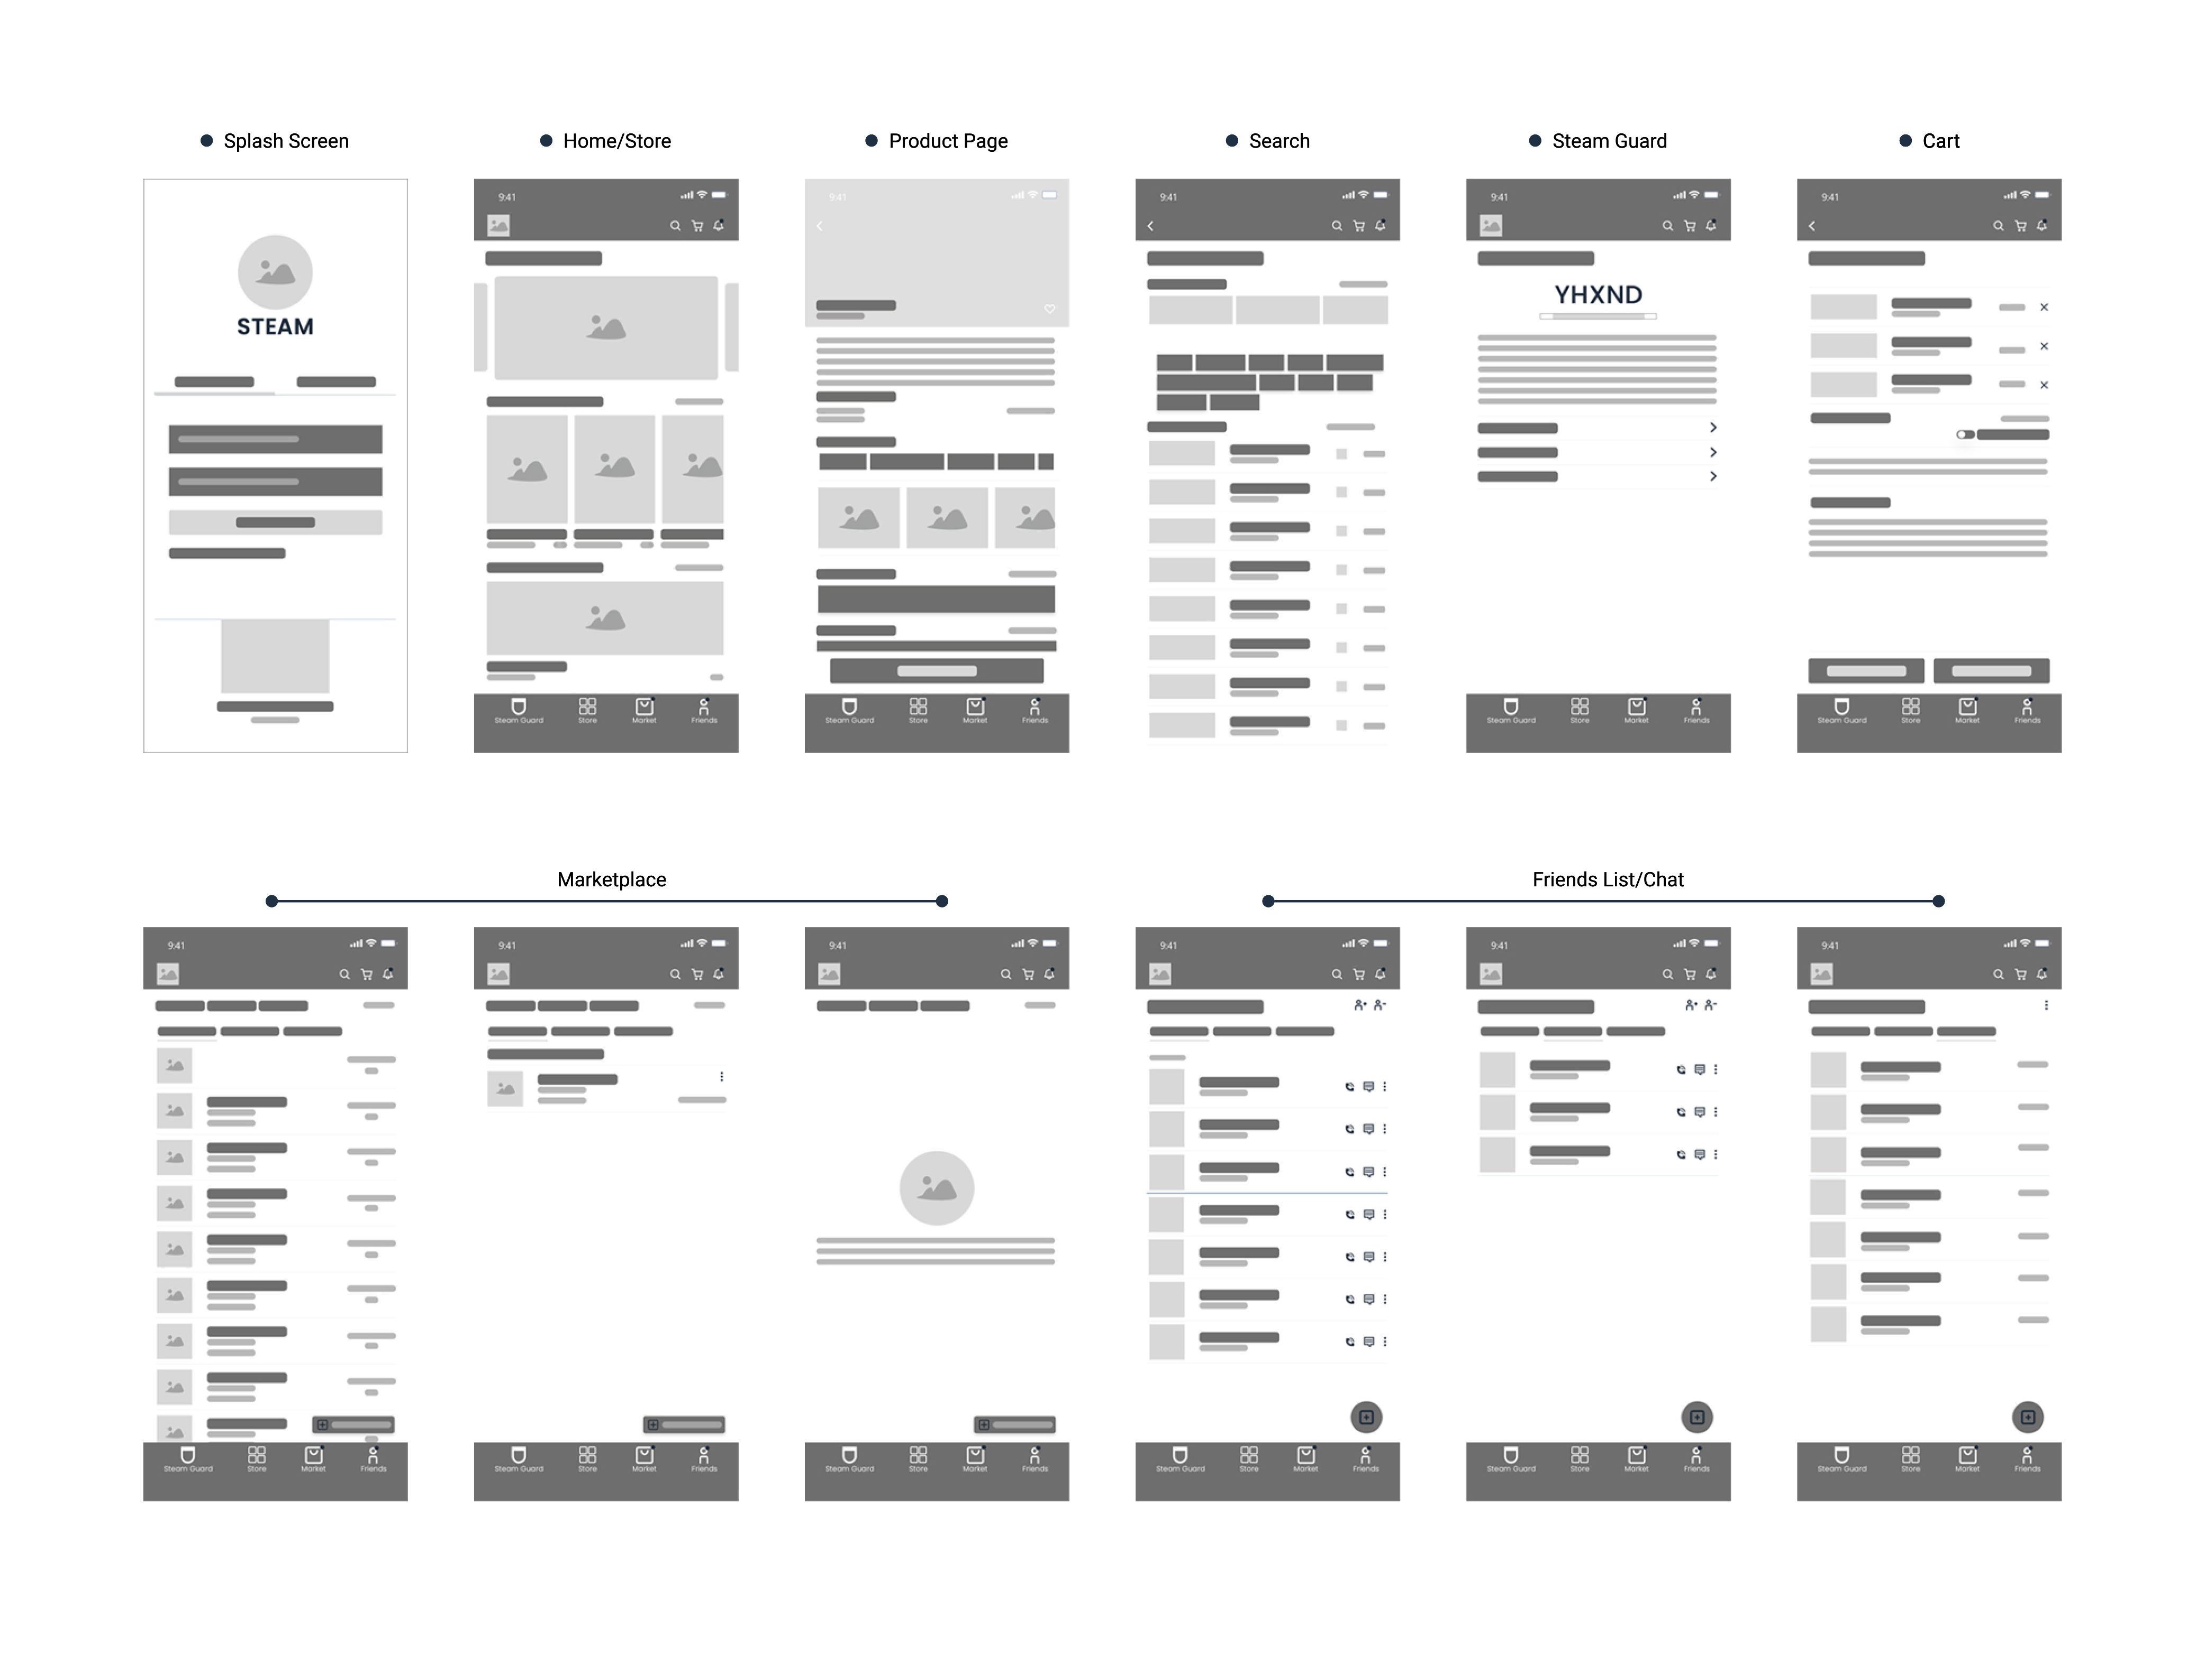 Splash Screen
Home/Store
Product Page
Search
Steam Guard
Cart
STEAM
9:41
Steam Guard
Store
Market
Friends
9:41
Steam Guard
Store
Market
Friends
9:41
9:41
YHXND
Steam Guard
Store
Market
Friends
9:41
Steam Guard
Store
Market
Friends
Marketplace
Friends List/Chat
9:41
Steam Guard
Store
Market
Friends
9:41
Steam Guard
Store
Market
Friends
9:41
Steam Guard
Store
Market
Friends
9:41
Steam Guard
Store
Market
Friends
9:41
Steam Guard
Store
Market
Friends
9:41
Steam Guard
Store
Market
Friends